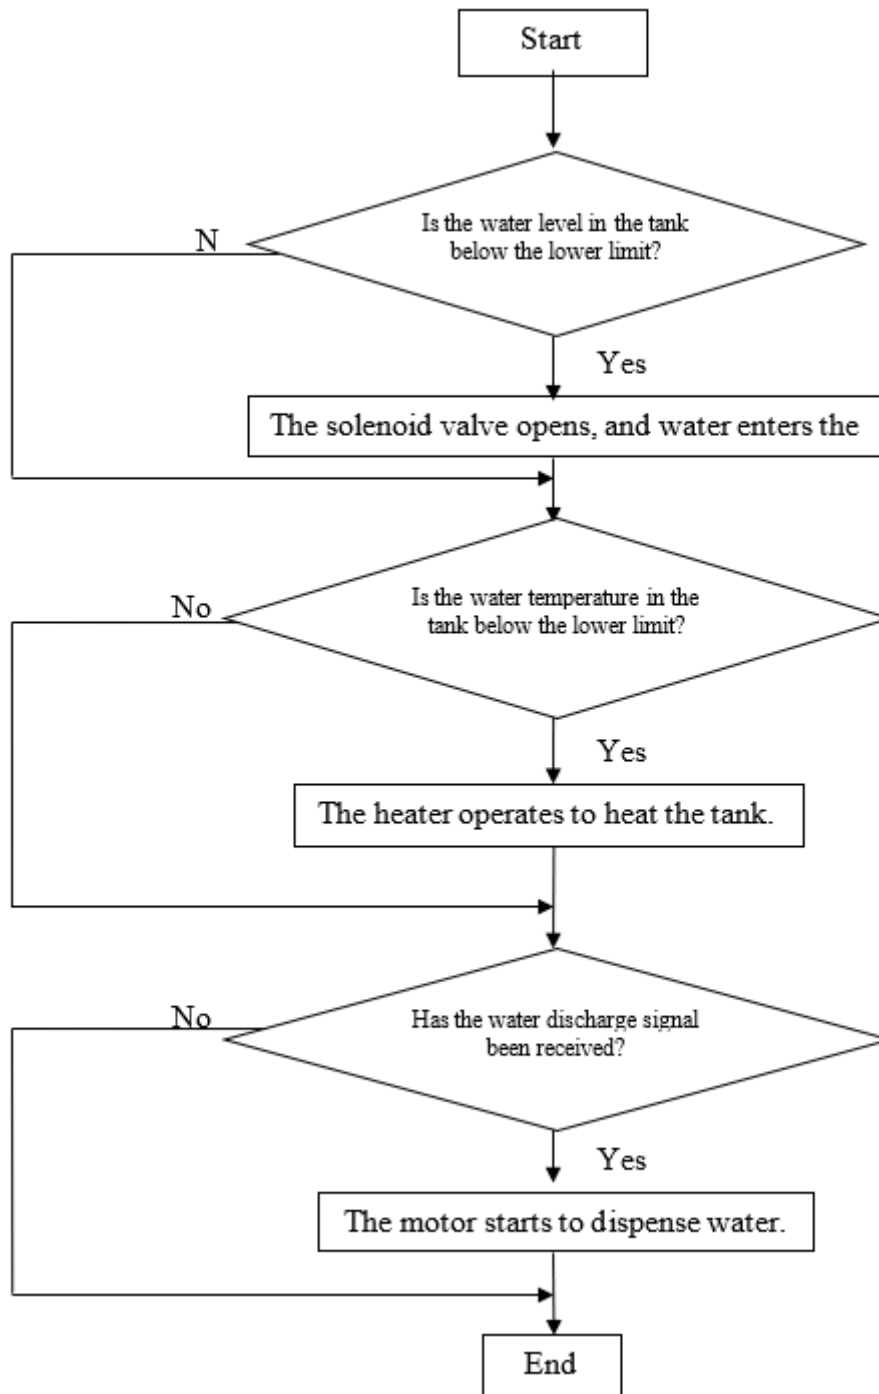 Start
Is the water level in the tank
below the lower limit?
N
Yes
The solenoid valve opens, and water enters the
Is the water temperature in the
tank below the lower limit?
No
Yes
The heater operates to heat the tank.
Has the water discharge signal
been received?
No
Yes
The motor starts to dispense water.
End